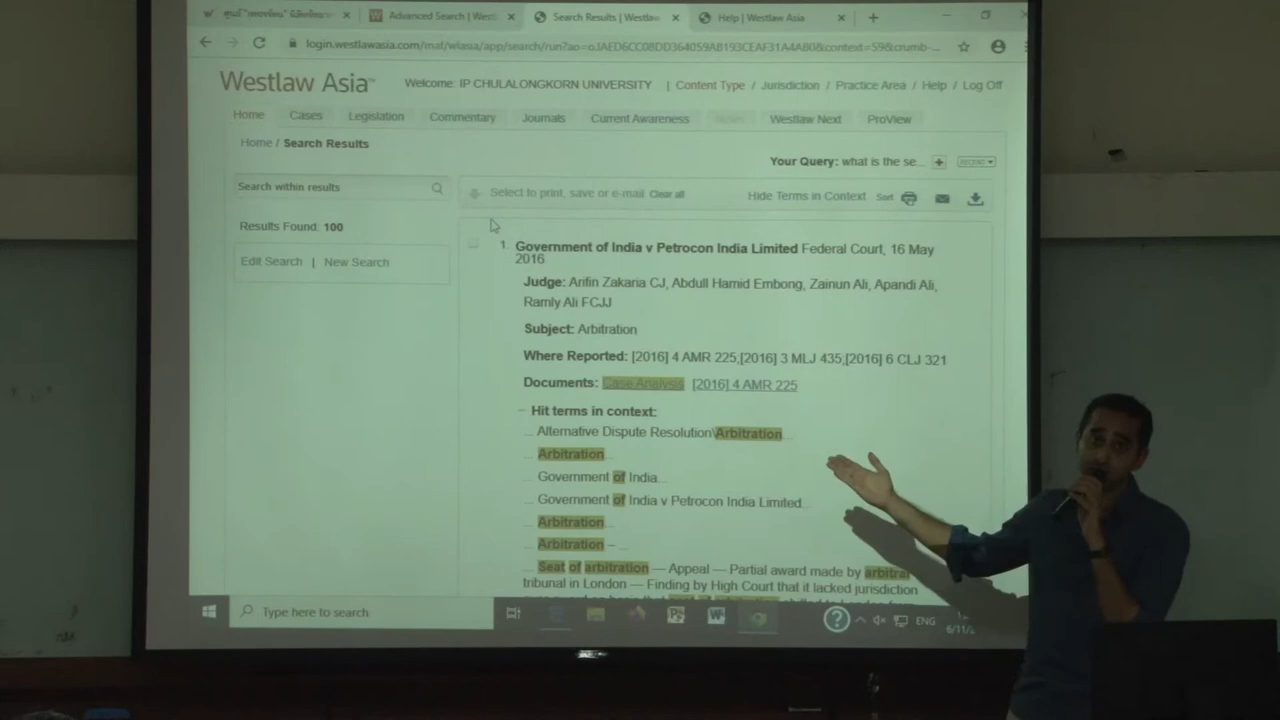 Advanced Search | Westl
Search Results | Westlaw
Help | Westlaw Asia
Westlaw Asia™
Welcome: IP CHULALONGKORN UNIVERSITY | Content Type / Jurisdiction / Practice Area / Help / Log Off
Home Cases Legislation Commentary Journals Current Awareness Westlaw Next ProView
Home / Search Results
Your Query: what is the se...
Search within results
Select to print, save or e-mail Clear all
Hide Terms in Context Sort
Results Found: 100
Edit Search | New Search
1. Government of India v Petrocon India Limited Federal Court, 16 May
2016
Judge: Arifin Zakaria CJ, Abdull Hamid Embong, Zainun Ali, Apandi Ali,
Ramly Ali FCJJ
Subject: Arbitration
Where Reported: [2016] 4 AMR 225;[2016] 3 MLJ 435;[2016] 6 CLJ 321
Documents: Case Analysis [2016] 4 AMR 225
– Hit terms in context:
... Alternative Dispute Resolution\Arbitration...
... Arbitration...
... Government of India...
... Government of India v Petrocon India Limited...
... Arbitration...
... Arbitration – ...
... Seat of arbitration — Appeal — Partial award made by arbitral
tribunal in London — Finding by High Court that it lacked jurisdiction
Type here to search
ENG